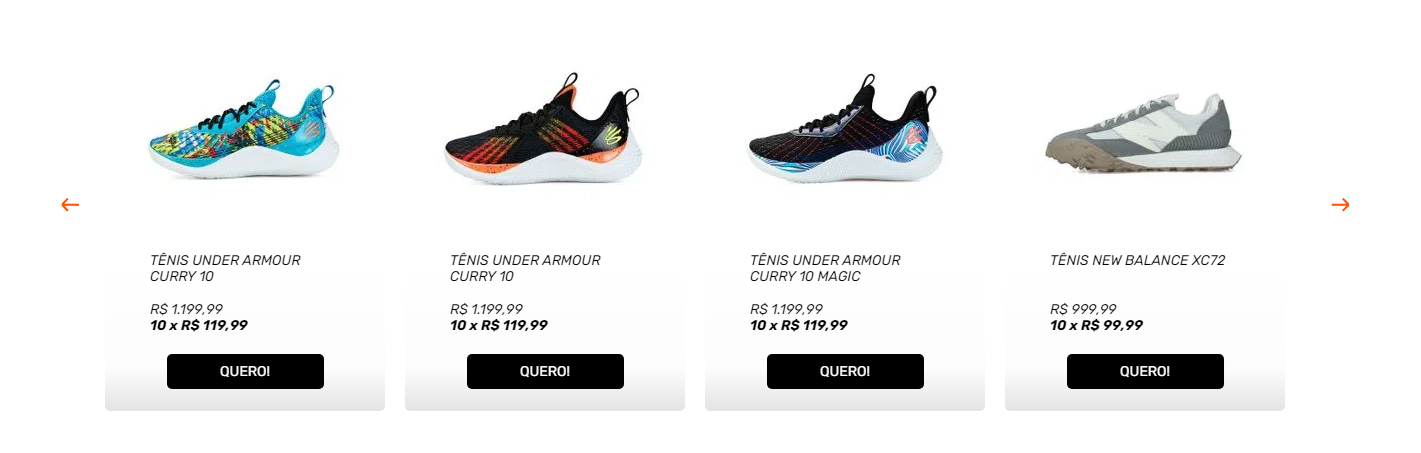 TÊNIS UNDER ARMOUR
CURRY 10
R$ 1.199,99
10 x R$ 119,99
QUERO!
TÊNIS UNDER ARMOUR
CURRY 10
R$ 1.199,99
10 x R$ 119,99
QUERO!
TÊNIS UNDER ARMOUR
CURRY 10 MAGIC
R$ 1.199,99
10 x R$ 119,99
QUERO!
TÊNIS NEW BALANCE XC72
R$ 999,99
10 x R$ 99,99
QUERO!